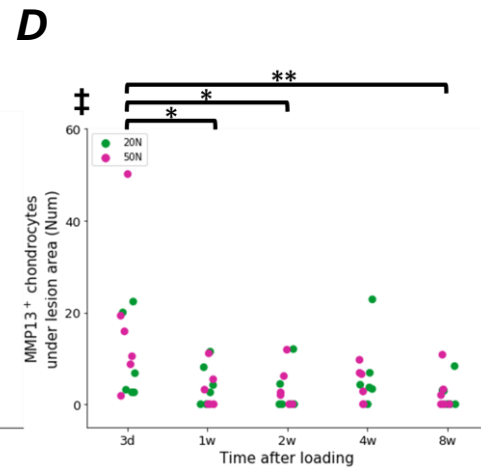 D
**
*
*
‡
60
40
20
0
20N
50N
MMP13⁺ chondrocytes
under lesion area (Num)
3d 1w 2w 4w 8w
Time after loading